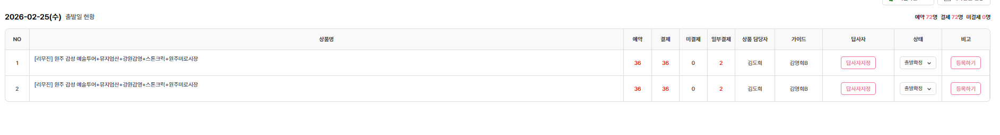 2026-02-25(수) 출발일 현황
예약 72명 결제 72명 미결제 0명
NO 상품명 예약 결제 미결제 일부결제 상품 담당자 가이드 답사자 상태 비고
1 [리무진] 원주 감성 예술투어+뮤지엄산+강원감영+스톤크릭+원주미로시장 36 36 0 2 김도희 김영희B 답사자지정 출발확정 등록하기
2 [리무진] 원주 감성 예술투어+뮤지엄산+강원감영+스톤크릭+원주미로시장 36 36 0 2 김도희 김영희B 답사자지정 출발확정 등록하기